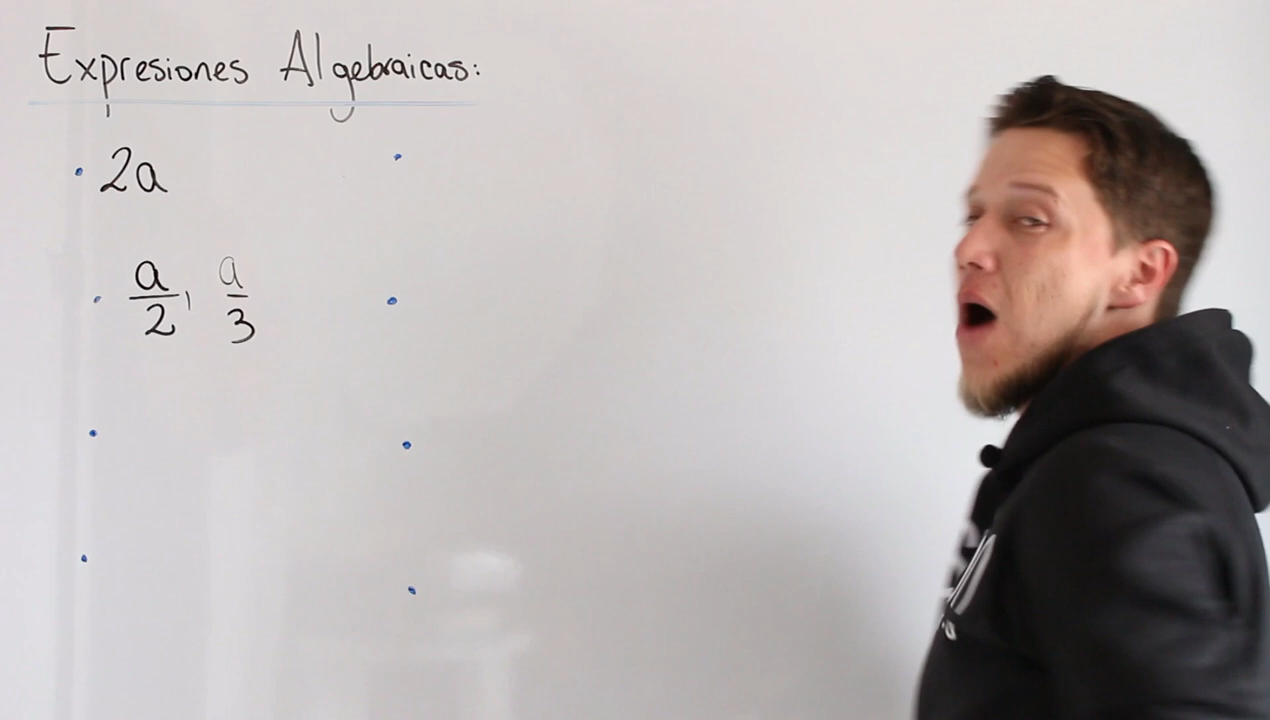 Expresiones Algebraicas:
• 2a
• a/2, a/3